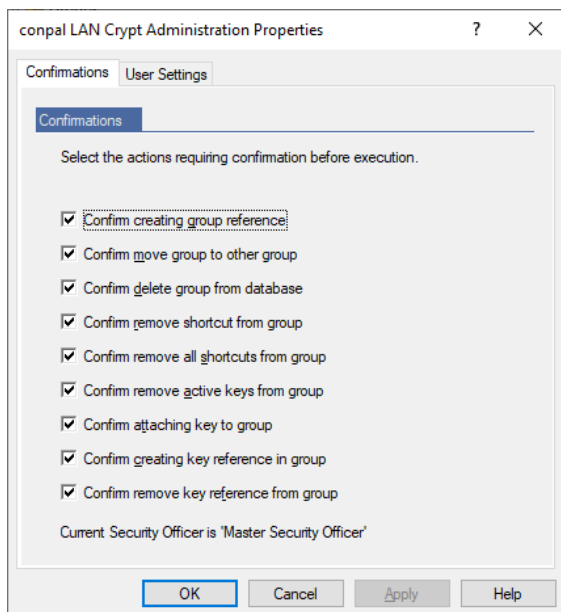 conpal LAN Crypt Administration Properties
Confirmations
User Settings
Confirmations
Select the actions requiring confirmation before execution.
Confirm creating group reference
Confirm move group to other group
Confirm delete group from database
Confirm remove shortcut from group
Confirm remove all shortcuts from group
Confirm remove active keys from group
Confirm attaching key to group
Confirm creating key reference in group
Confirm remove key reference from group
Current Security Officer is 'Master Security Officer'
OK
Cancel
Apply
Help